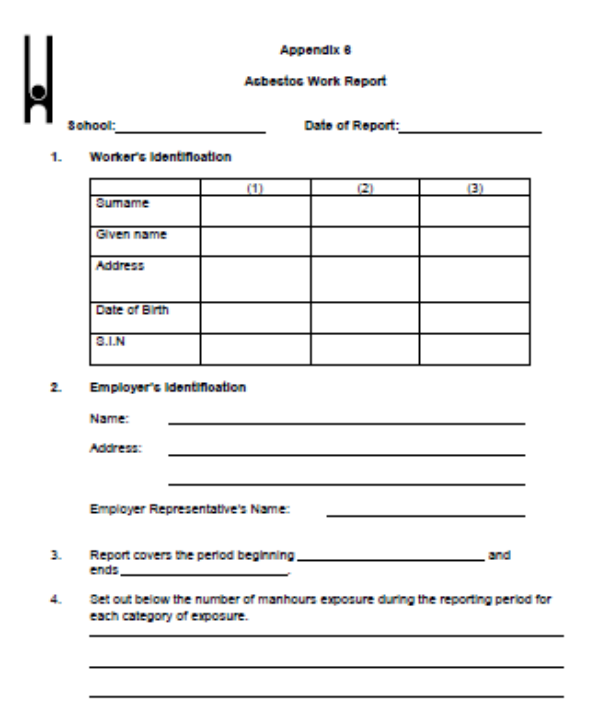 Appendix 6
Asbestos Work Report
School: Date of Report:
1. Worker's Identification
(1) (2) (3)
Surname
Given name
Address
Date of Birth
S.I.N
2. Employer's Identification
Name:
Address:
Employer Representative's Name:
3. Report covers the period beginning and
ends .
4. Set out below the number of manhours exposure during the reporting period for
each category of exposure.